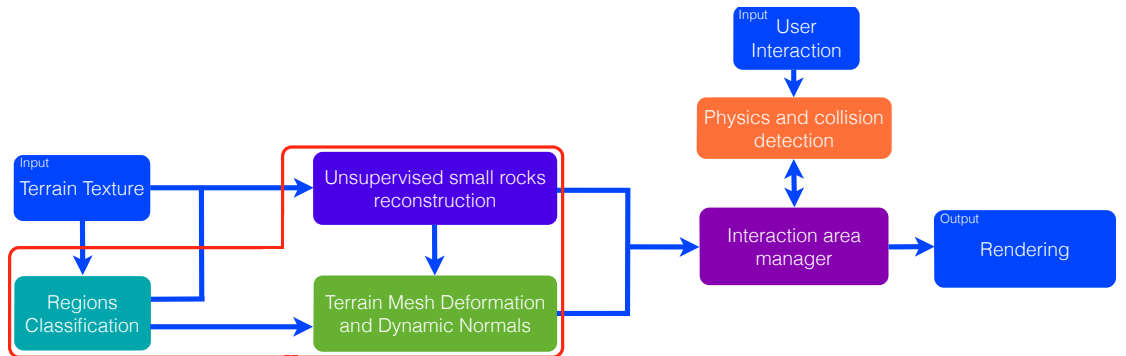 Input
User
Interaction
Physics and collision
detection
Input
Terrain Texture
Unsupervised small rocks
reconstruction
Interaction area
manager
Output
Rendering
Regions
Classification
Terrain Mesh Deformation
and Dynamic Normals